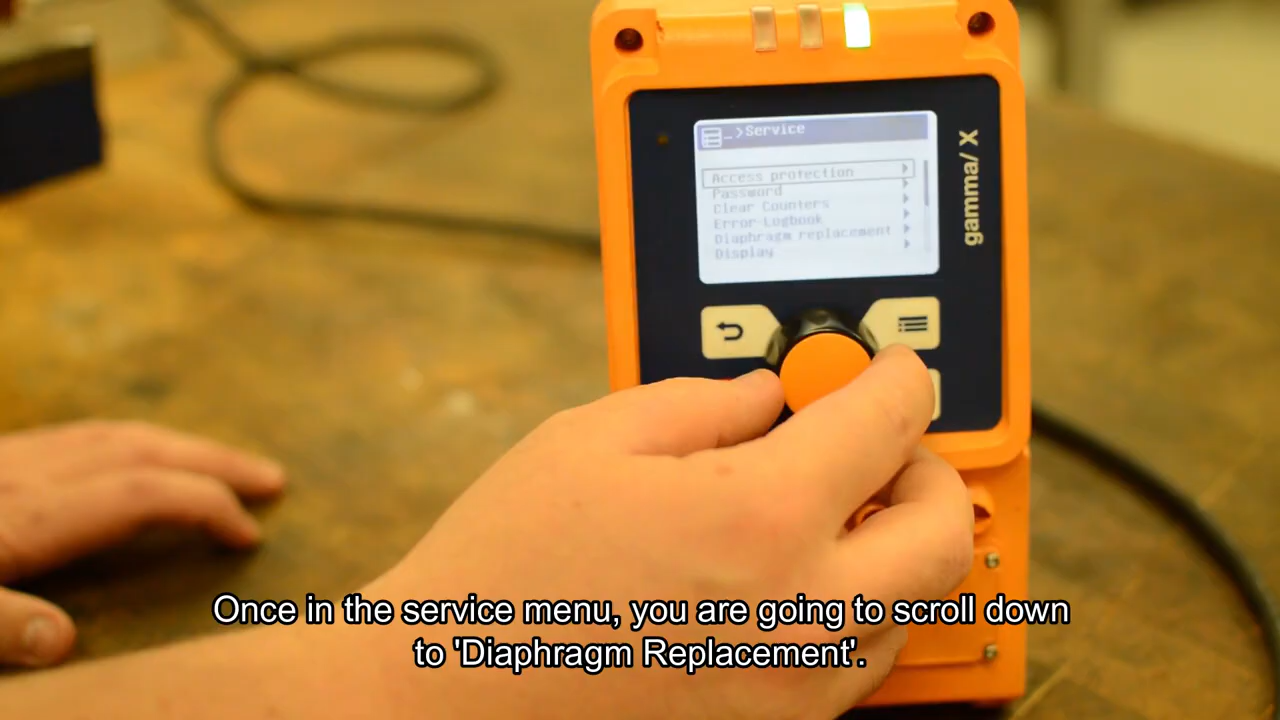 _ >Service
Access protection
Password
Clear Counters
Error-Logbook
Diaphragm replacement
Display
gamma/ X
Once in the service menu, you are going to scroll down
to 'Diaphragm Replacement'.